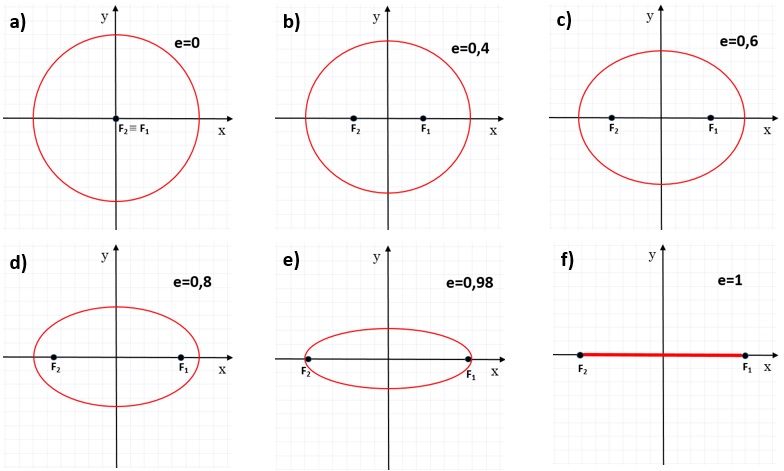 a)
y
e=0
F₂≡F₁
x
b)
y
e=0,4
F₂
F₁
x
c)
y
e=0,6
F₂
F₁
x
d)
y
e=0,8
F₂
F₁
x
e)
y
e=0,98
F₂
F₁
x
f)
y
e=1
F₂
F₁
x